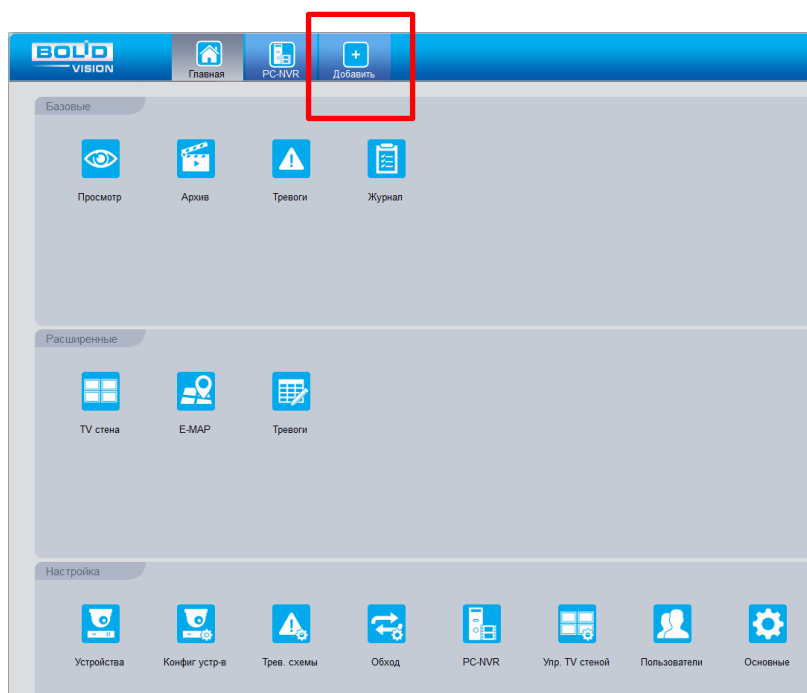 BOLID
VISION
Главная
PC-NVR
Добавить
Базовые
Просмотр
Архив
Тревоги
Журнал
Расширенные
TV стена
E-MAP
Тревоги
Настройка
Устройства
Конфиг устр-в
Трев. схемы
Обход
PC-NVR
Упр. TV стеной
Пользователи
Основные